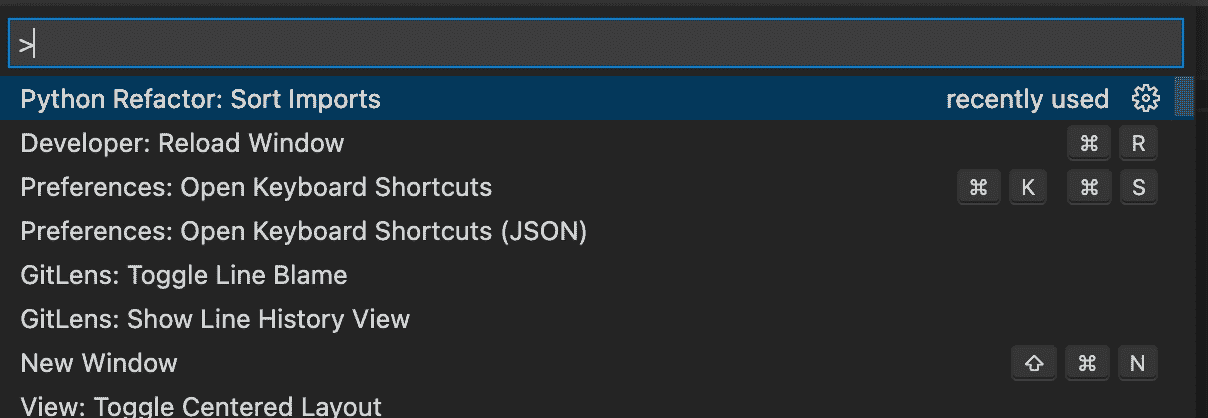 >
Python Refactor: Sort Imports recently used
Developer: Reload Window ⌘ R
Preferences: Open Keyboard Shortcuts ⌘ K ⌘ S
Preferences: Open Keyboard Shortcuts (JSON)
GitLens: Toggle Line Blame
GitLens: Show Line History View
New Window ⇧ ⌘ N
View: Toggle Centered Layout